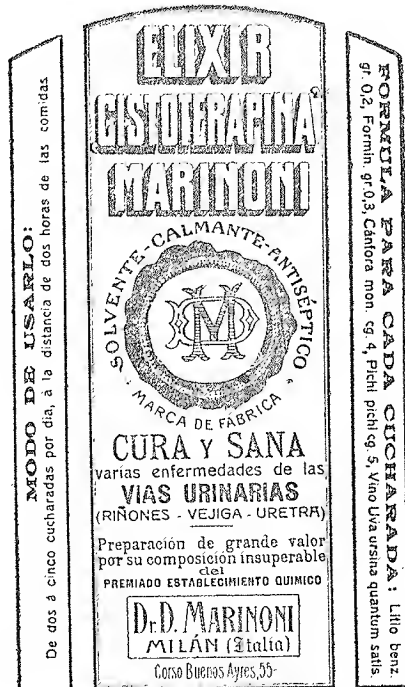 MODO DE USARLO:
De dos á cinco cucharadas por dia, à la distancia de dos horas de las comidas
ELIXIR
CISTOTERAPINA
MARINONI
SOLVENTE-CALMANTE-ANTISÉPTICO
MARCA DE FÁBRICA
CURA Y SANA
varias enfermedades de las
VIAS URINARIAS
(RIÑONES - VEJIGA - URETRA)
Preparación de grande valor
por su composición insuperable
del
PREMIADO ESTABLECIMIENTO QUIMICO
Dr. D. MARINONI
MILÁN (Italia)
Corso Buenos Ayres, 55-
FORMULA PARA CADA CUCHARADA: Litio benz.
gr. 0,2, Formin. gr. 0,3, Cánfora mon. cg. 4, Pichi pichi cg. 5, Vino Uva ursina quantum satis.